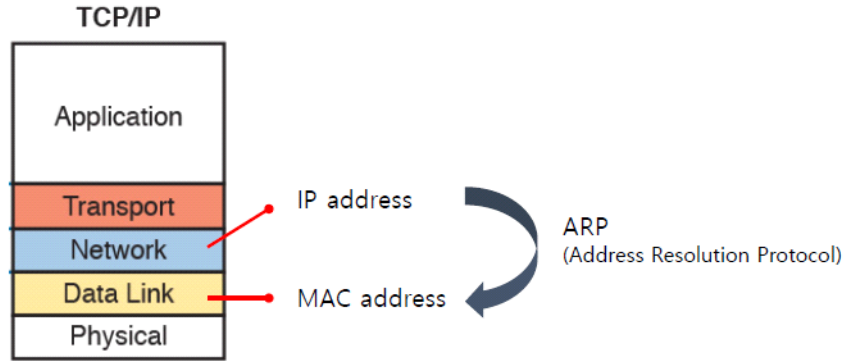 TCP/IP
Application
Transport
Network
Data Link
Physical
IP address
MAC address
ARP
(Address Resolution Protocol)